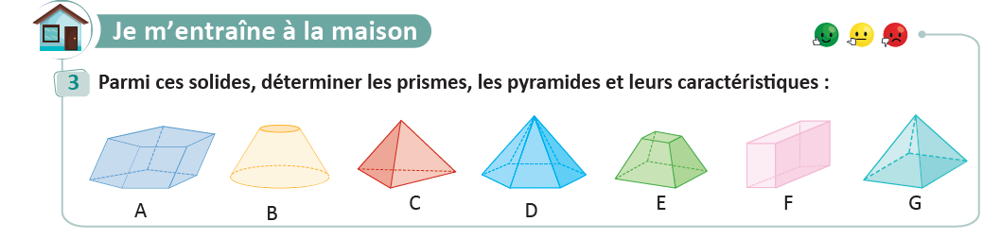 Je m’entraîne à la maison
3 Parmi ces solides, déterminer les prismes, les pyramides et leurs caractéristiques :
A B C D E F G